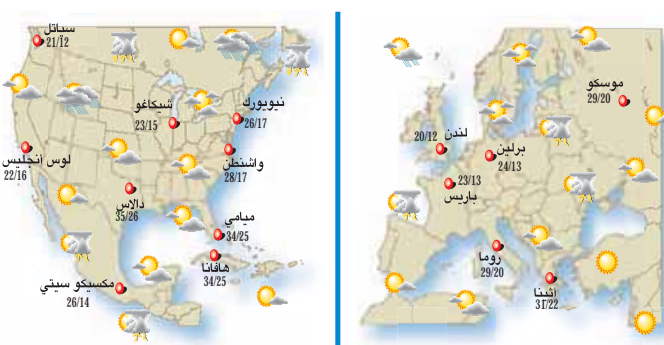 سياتل
21/12
شيكاغو
23/15
نيويورك
26/17
لوس أنجليس
22/16
واشنطن
28/17
دالاس
35/26
ميامي
34/25
هافانا
34/25
مكسيكو سيتي
26/14
موسكو
29/20
لندن
20/12
برلين
24/13
23/13
باريس
روما
29/20
أثينا
31/22